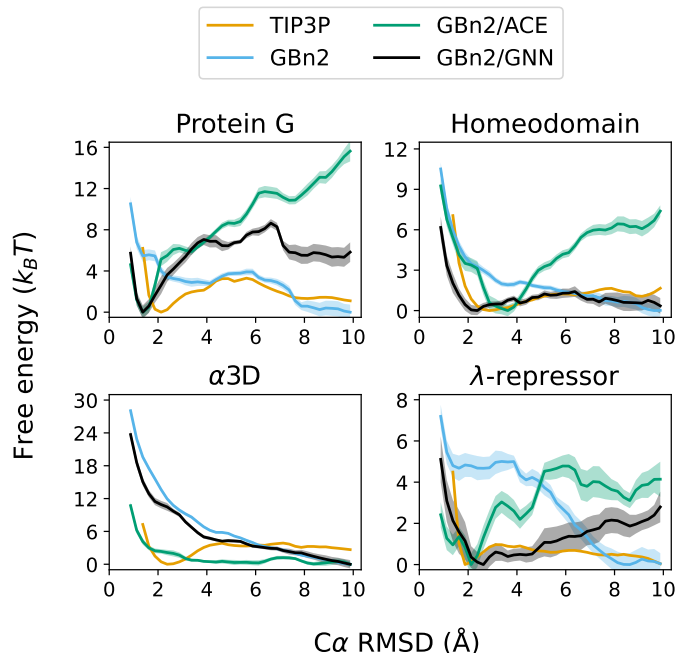 TIP3P GBn2/ACE
GBn2 GBn2/GNN
Protein G Homeodomain
16
12
8
4
0
0 2 4 6 8 10
12
9
6
3
0
0 2 4 6 8 10
Free energy (k_BT)
α3D λ-repressor
30
24
18
12
6
0
0 2 4 6 8 10
8
6
4
2
0
0 2 4 6 8 10
Cα RMSD (Å)